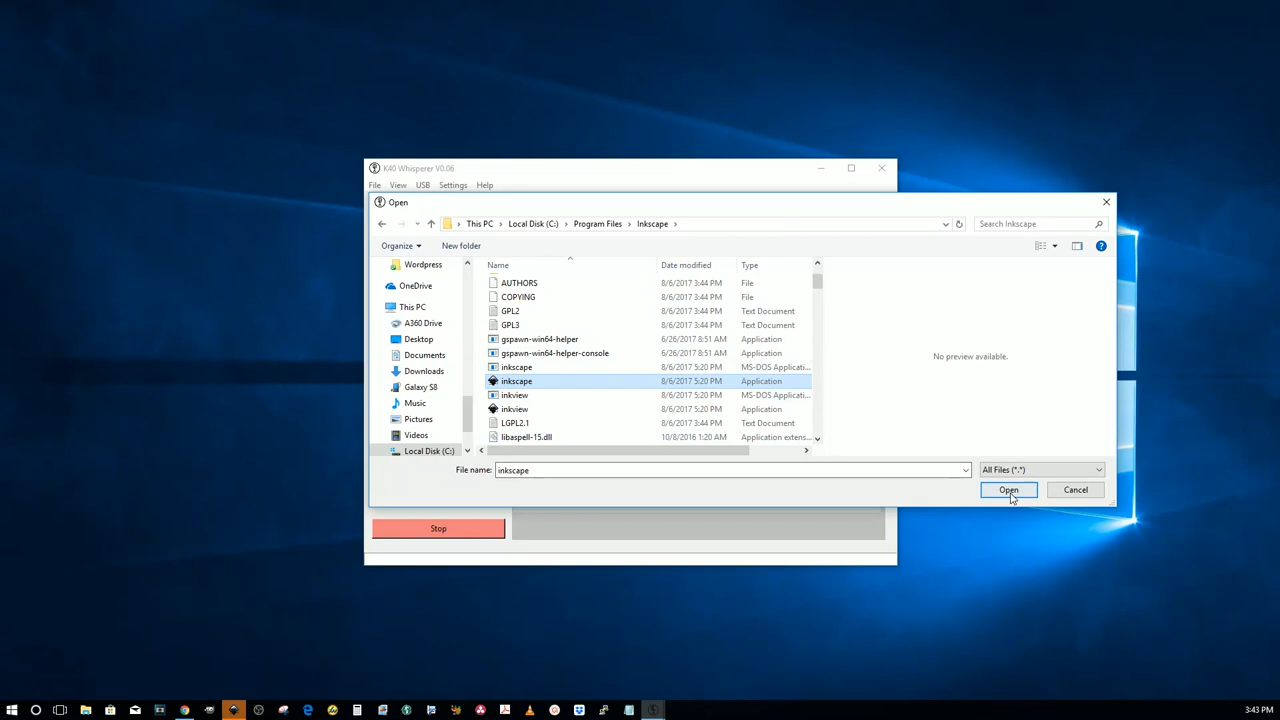 K40 Whisperer V0.06
File View USB Settings Help
Open
This PC Local Disk (C:) Program Files Inkscape
Search Inkscape
Organize New folder
Wordpress
OneDrive
This PC
A360 Drive
Desktop
Documents
Downloads
Galaxy S8
Music
Pictures
Videos
Local Disk (C:)
Name Date modified Type
AUTHORS 8/6/2017 3:44 PM File
COPYING 8/6/2017 3:44 PM File
GPL2 8/6/2017 3:44 PM Text Document
GPL3 8/6/2017 3:44 PM Text Document
gspawn-win64-helper 6/26/2017 8:51 AM Application
gspawn-win64-helper-console 6/26/2017 8:51 AM Application
inkscape 8/6/2017 5:20 PM MS-DOS Applicati...
inkscape 8/6/2017 5:20 PM Application
inkview 8/6/2017 5:20 PM MS-DOS Applicati...
inkview 8/6/2017 5:20 PM Application
LGPL2.1 8/6/2017 3:44 PM Text Document
libaspell-15.dll 10/8/2016 1:20 AM Application extens...
No preview available.
File name: inkscape All Files (*.*)
Open Cancel
Stop
3:43 PM